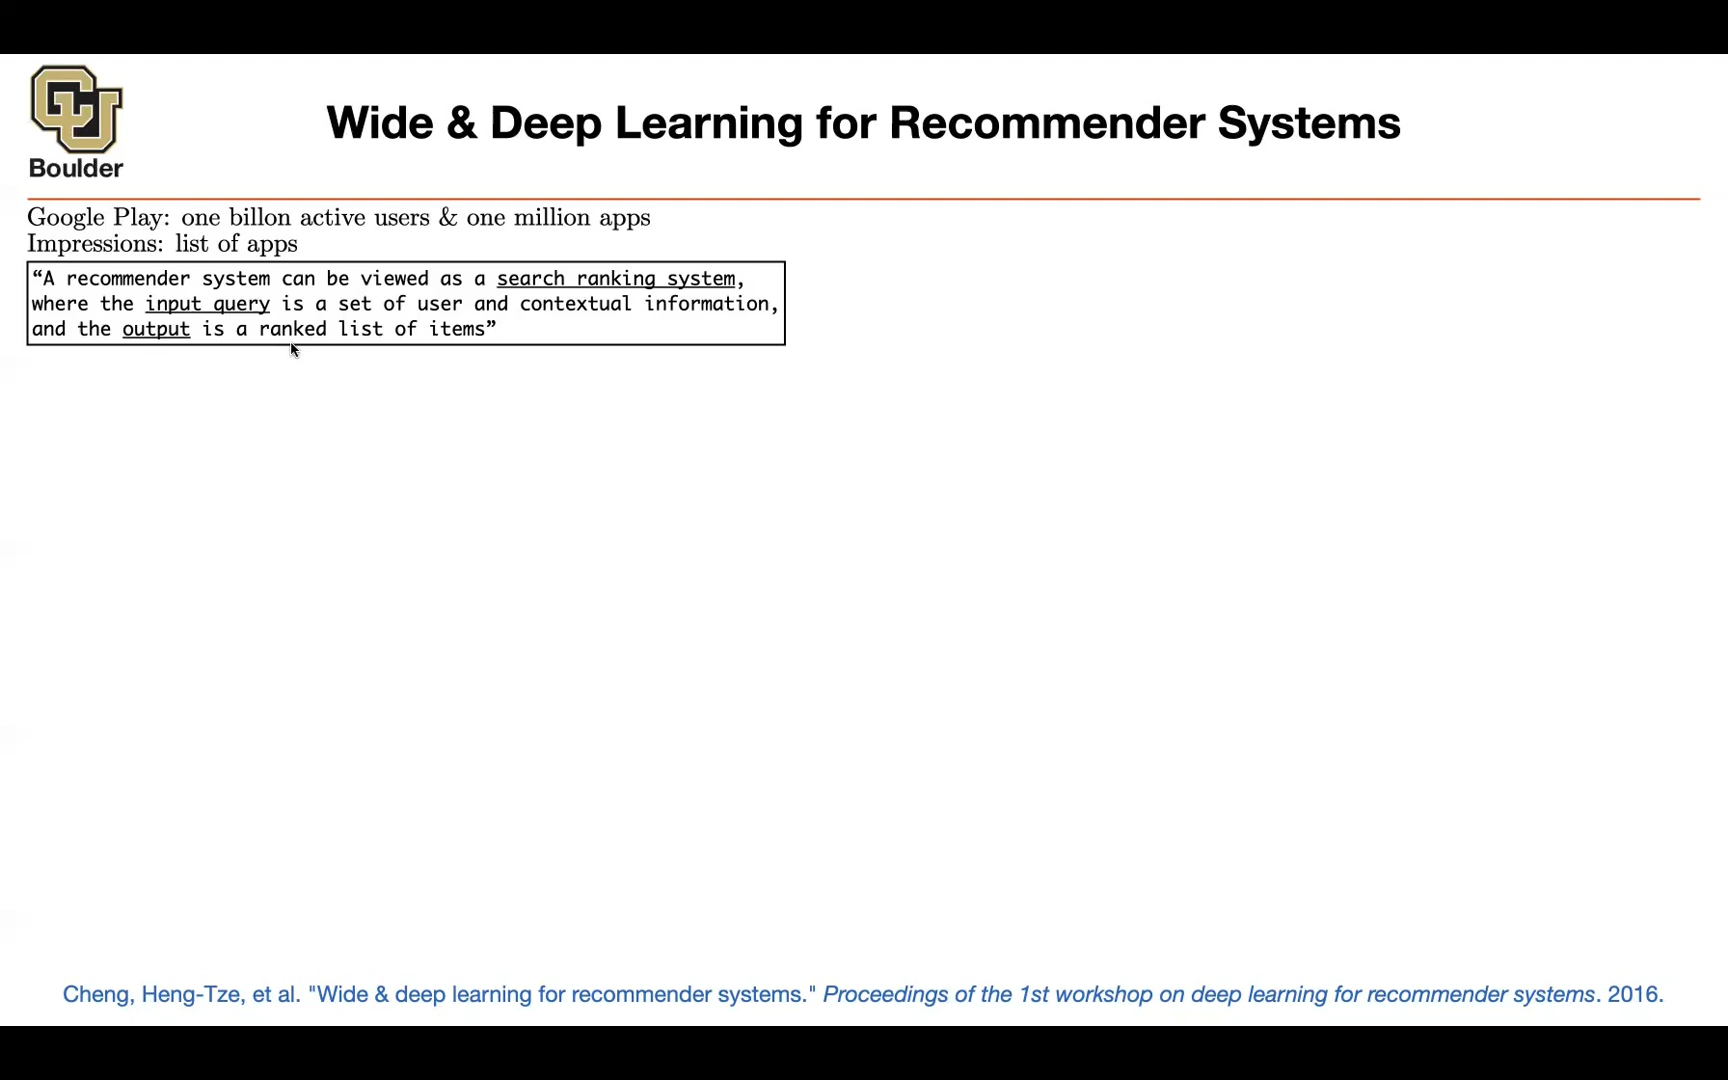 CU
Boulder
Wide & Deep Learning for Recommender Systems
Google Play: one billon active users & one million apps
Impressions: list of apps
“A recommender system can be viewed as a search ranking system,
where the input query is a set of user and contextual information,
and the output is a ranked list of items”
Cheng, Heng-Tze, et al. "Wide & deep learning for recommender systems." Proceedings of the 1st workshop on deep learning for recommender systems. 2016.